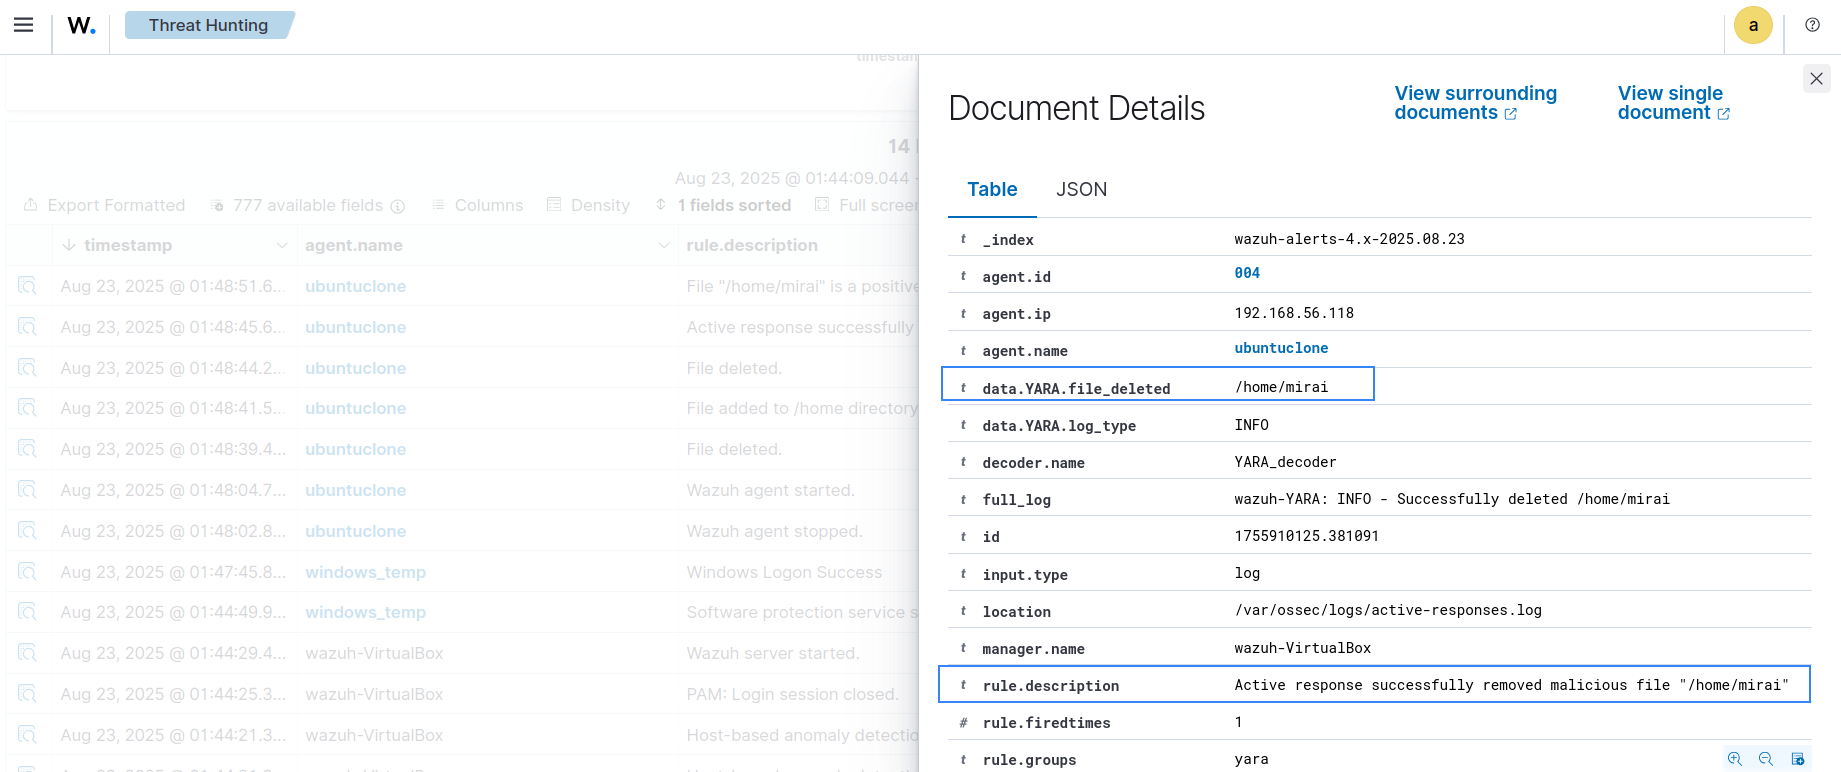 W.
Threat Hunting
a
timestam
14
Aug 23, 2025 @ 01:44:09.044 -
Export Formatted
777 available fields
Columns
Density
1 fields sorted
Full screen
timestamp
agent.name
rule.description
Aug 23, 2025 @ 01:48:51.6...
ubuntuclone
File "/home/mirai" is a positive
Aug 23, 2025 @ 01:48:45.6...
ubuntuclone
Active response successfully
Aug 23, 2025 @ 01:48:44.2...
ubuntuclone
File deleted.
Aug 23, 2025 @ 01:48:41.5...
ubuntuclone
File added to /home directory
Aug 23, 2025 @ 01:48:39.4...
ubuntuclone
File deleted.
Aug 23, 2025 @ 01:48:04.7...
ubuntuclone
Wazuh agent started.
Aug 23, 2025 @ 01:48:02.8...
ubuntuclone
Wazuh agent stopped.
Aug 23, 2025 @ 01:47:45.8...
windows_temp
Windows Logon Success
Aug 23, 2025 @ 01:44:49.9...
windows_temp
Software protection service s
Aug 23, 2025 @ 01:44:29.4...
wazuh-VirtualBox
Wazuh server started.
Aug 23, 2025 @ 01:44:25.3...
wazuh-VirtualBox
PAM: Login session closed.
Aug 23, 2025 @ 01:44:21.3...
wazuh-VirtualBox
Host-based anomaly detectio
Document Details
View surrounding
documents
View single
document
Table
JSON
t _index wazuh-alerts-4.x-2025.08.23
t agent.id 004
t agent.ip 192.168.56.118
t agent.name ubuntuclone
t data.YARA.file_deleted /home/mirai
t data.YARA.log_type INFO
t decoder.name YARA_decoder
t full_log wazuh-YARA: INFO - Successfully deleted /home/mirai
t id 1755910125.381091
t input.type log
t location /var/ossec/logs/active-responses.log
t manager.name wazuh-VirtualBox
t rule.description Active response successfully removed malicious file "/home/mirai"
# rule.firedtimes 1
t rule.groups yara